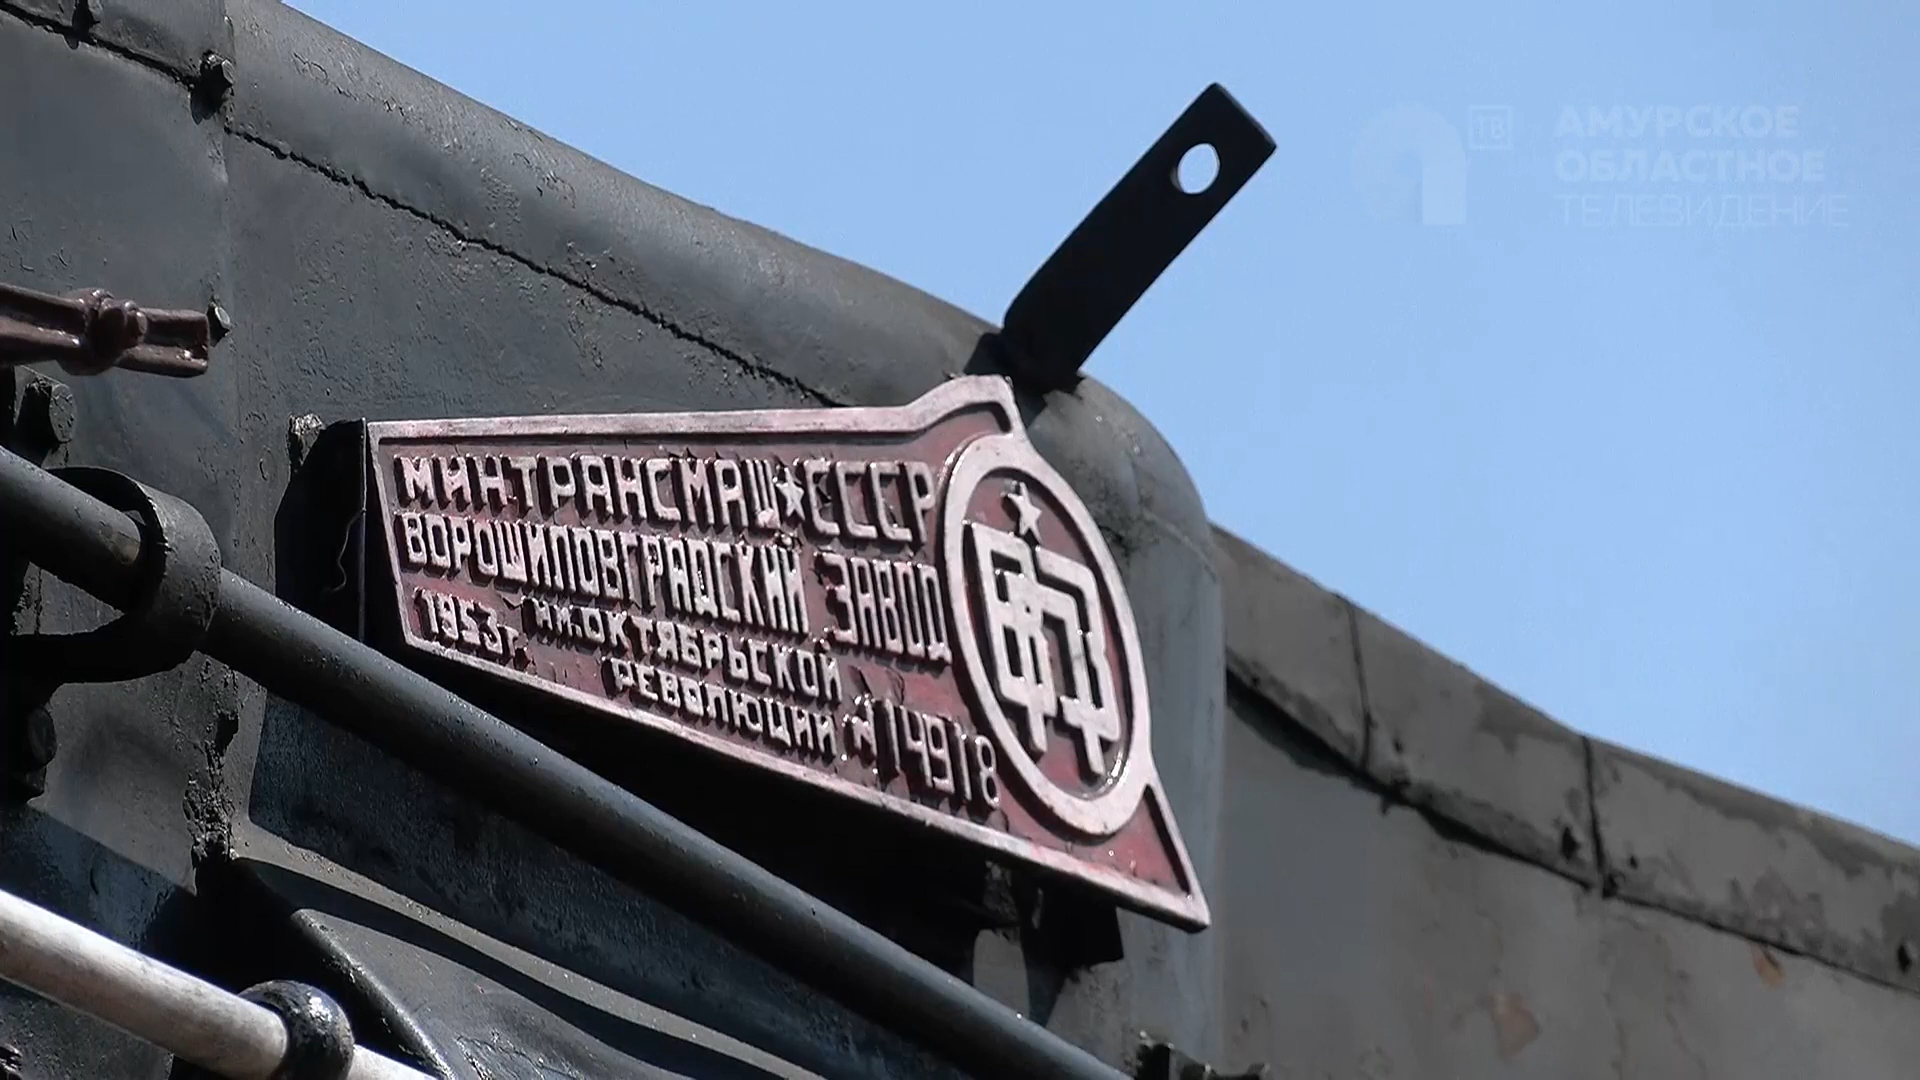 МИНТРАНСМАШ★СССР
ВОРОШИЛОВГРАДСКИЙ ЗАВОД
1953г. ИМ.ОКТЯБРЬСКОЙ
РЕВОЛЮЦИИ № 14918
ТВ
АМУРСКОЕ
ОБЛАСТНОЕ
ТЕЛЕВИДЕНИЕ